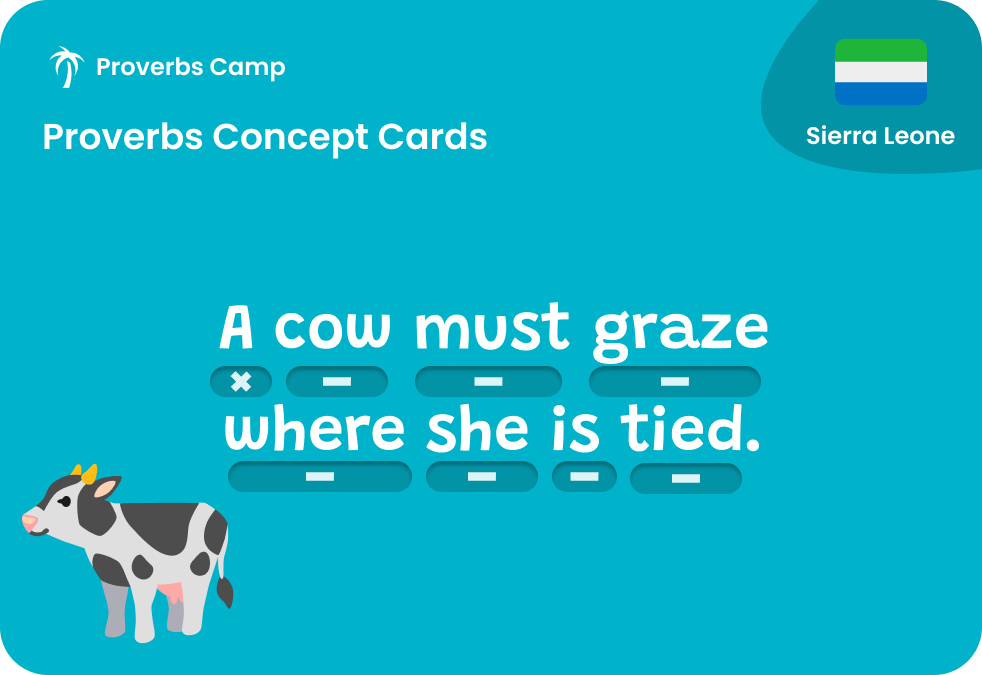 Proverbs Camp
Proverbs Concept Cards
Sierra Leone
A cow must graze
where she is tied.